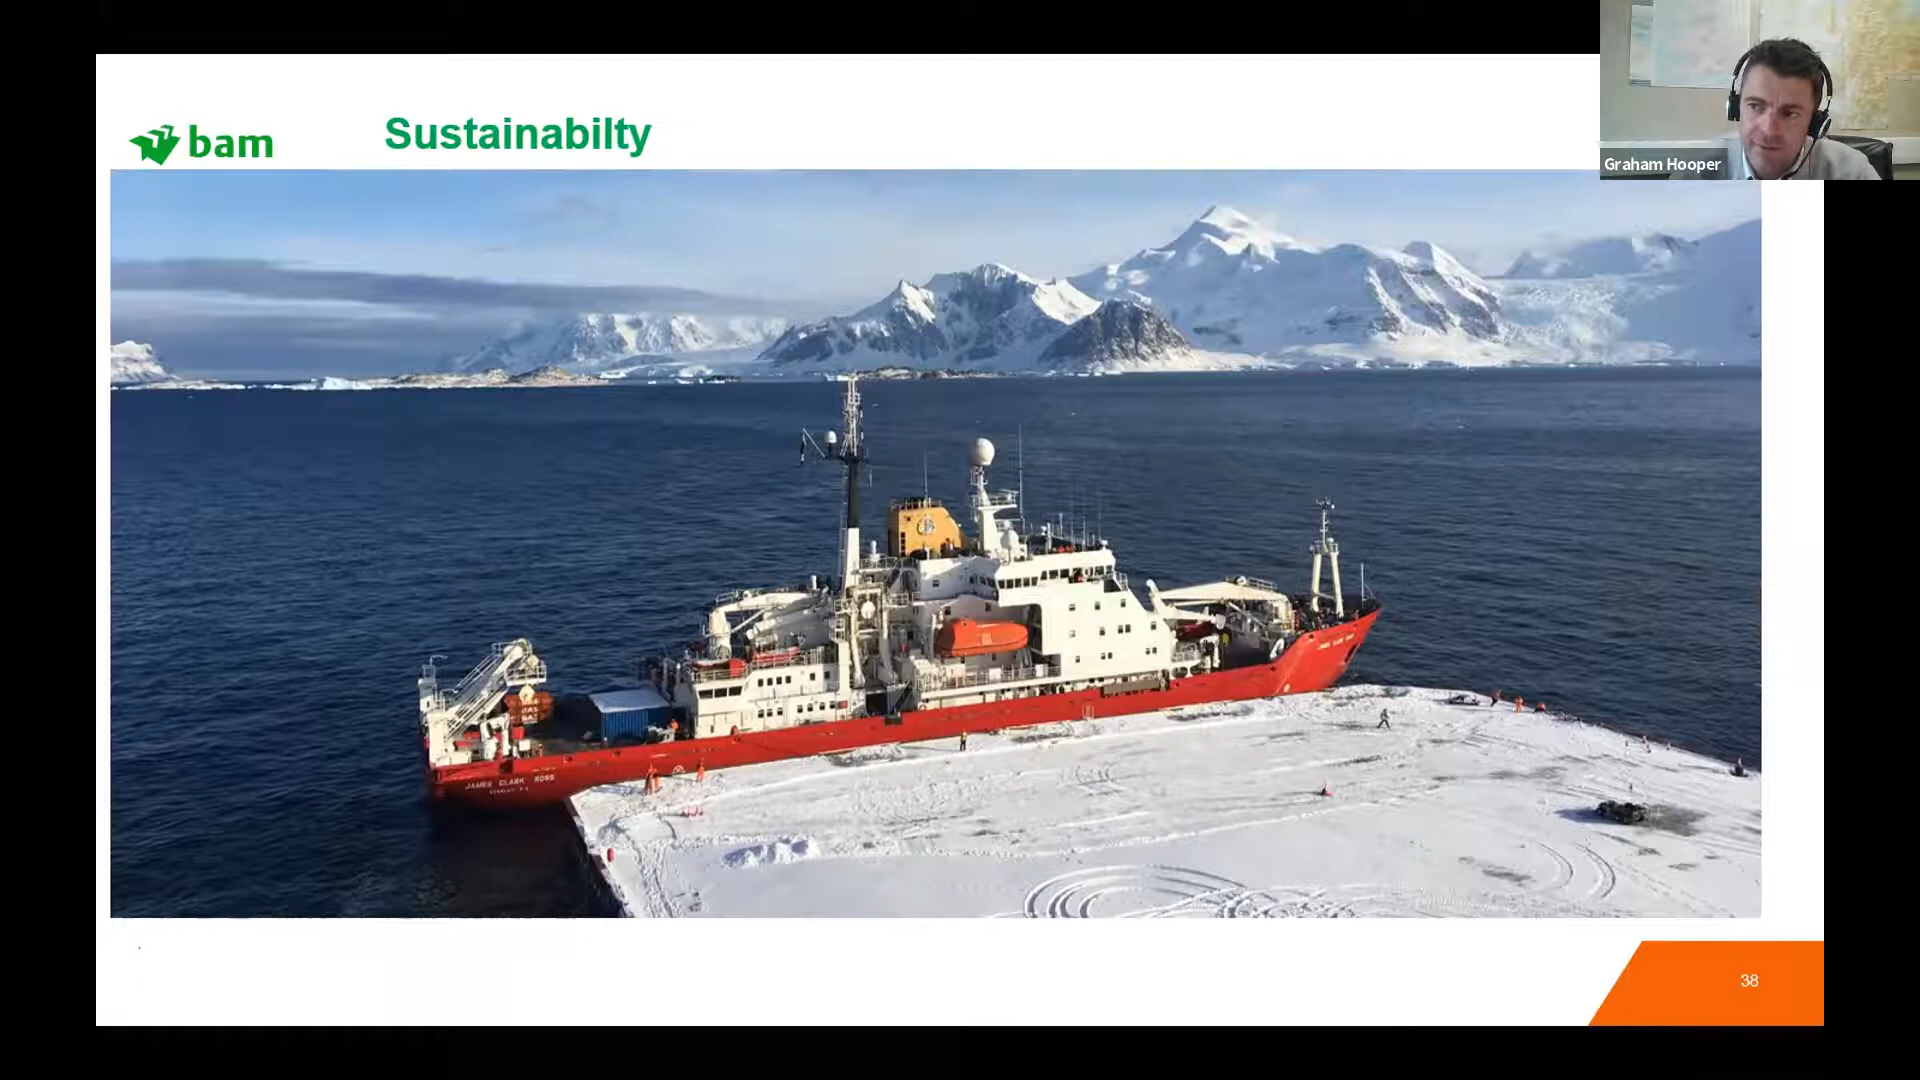 bam
Sustainabilty
Graham Hooper
JAMES CLARK ROSS
38